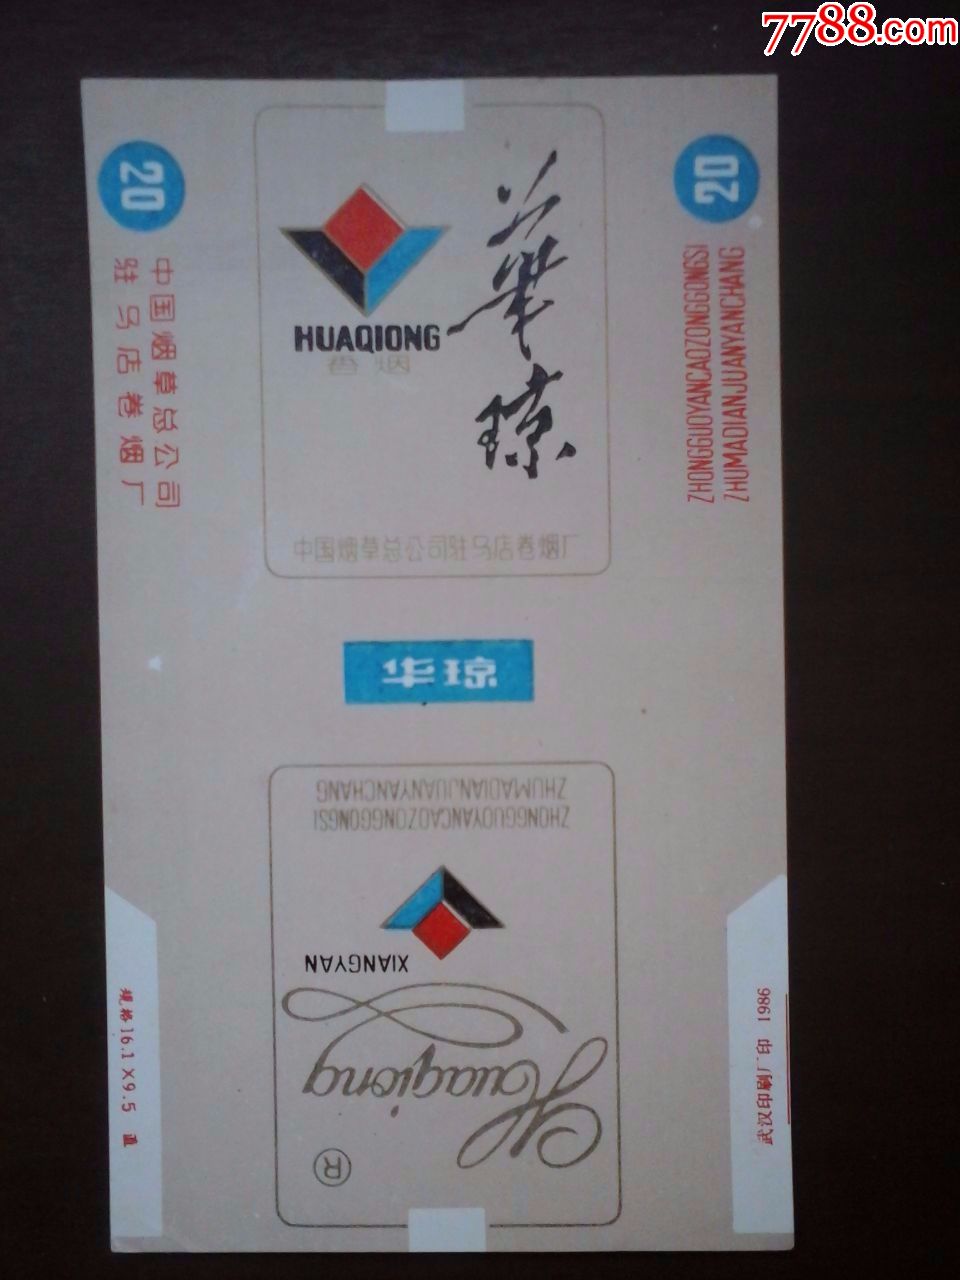 7788.com
20
中国烟草总公司
驻马店卷烟厂
華琼
HUAQIONG
香烟
中国烟草总公司驻马店卷烟厂
20
ZHONGGUOYANCAOZONGGONGSI
ZHUMADIANJUANYANCHANG
华琼
Huaqiong
®
XIANGYAN
ZHONGGUOYANCAOZONGGONGSI
ZHUMADIANJUANYANCHANG
规格16.1×9.5 直
武汉印刷厂印 1986